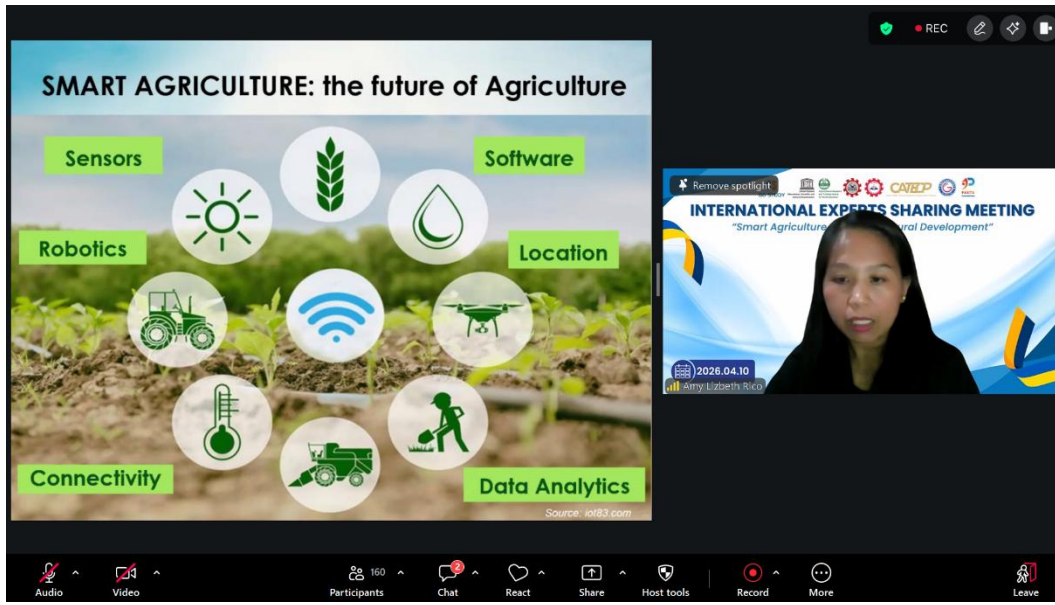 REC
SMART AGRICULTURE: the future of Agriculture
Sensors
Software
Robotics
Location
Connectivity
Data Analytics
Source: iot83.com
Remove spotlight
CATECP
INTERNATIONAL EXPERTS SHARING MEETING
"Smart Agriculture ural Development"
2026.04.10
Amy Lizbeth Rico
Audio
Video
160
Participants
2
Chat
React
Share
Host tools
Record
More
Leave